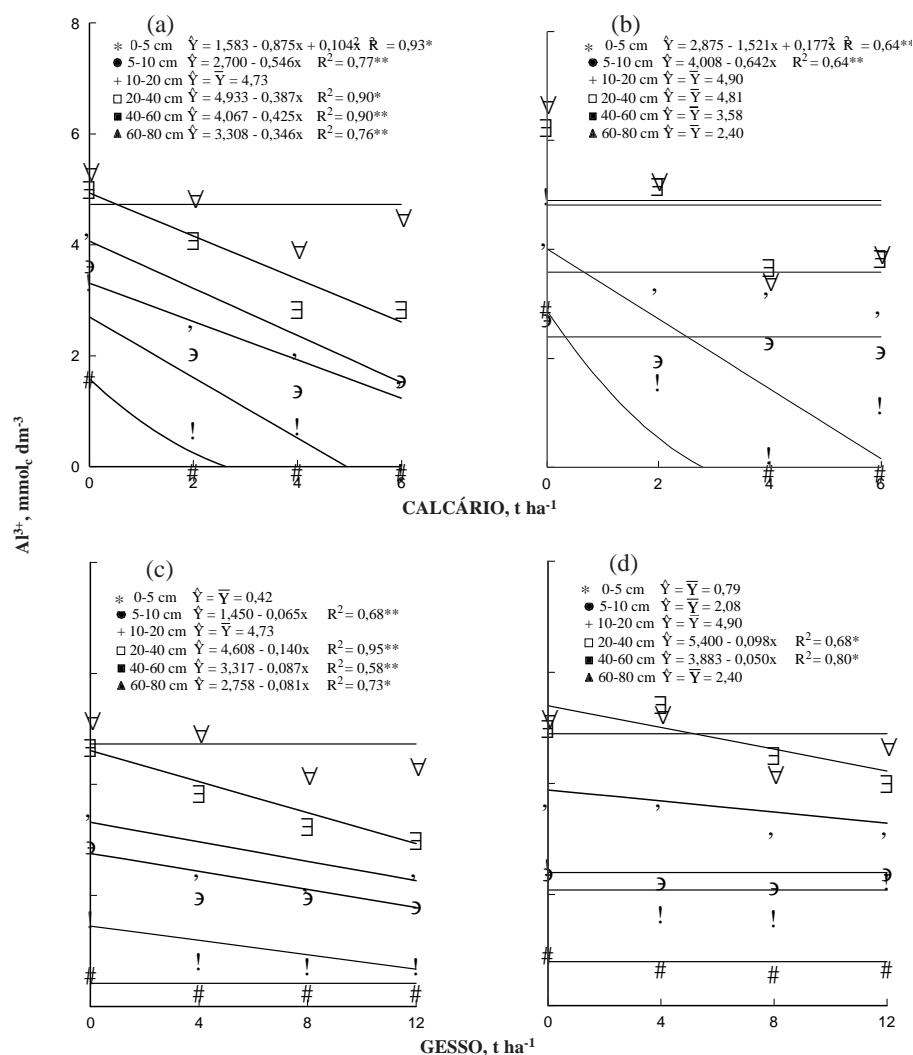 (a)
* 0-5 cm Ŷ = 1,583 - 0,875x + 0,104x² R² = 0,93*
● 5-10 cm Ŷ = 2,700 - 0,546x R² = 0,77**
+ 10-20 cm Ŷ = Y̅ = 4,73
□ 20-40 cm Ŷ = 4,933 - 0,387x R² = 0,90*
■ 40-60 cm Ŷ = 4,067 - 0,425x R² = 0,90**
▲ 60-80 cm Ŷ = 3,308 - 0,346x R² = 0,76**
8
6
4
2
0
0 2 4 6
(b)
* 0-5 cm Ŷ = 2,875 - 1,521x + 0,177x² R² = 0,64**
● 5-10 cm Ŷ = 4,008 - 0,642x R² = 0,64**
+ 10-20 cm Ŷ = Y̅ = 4,90
□ 20-40 cm Ŷ = Y̅ = 4,81
■ 40-60 cm Ŷ = Y̅ = 3,58
▲ 60-80 cm Ŷ = Y̅ = 2,40
0 2 4 6
CALCÁRIO, t ha-1
Al3+, mmolc dm-3
(c)
* 0-5 cm Ŷ = Y̅ = 0,42
● 5-10 cm Ŷ = 1,450 - 0,065x R² = 0,68**
+ 10-20 cm Ŷ = Y̅ = 4,73
□ 20-40 cm Ŷ = 4,608 - 0,140x R² = 0,95**
■ 40-60 cm Ŷ = 3,317 - 0,087x R² = 0,58**
▲ 60-80 cm Ŷ = 2,758 - 0,081x R² = 0,73*
0 4 8 12
(d)
* 0-5 cm Ŷ = Y̅ = 0,79
● 5-10 cm Ŷ = Y̅ = 2,08
+ 10-20 cm Ŷ = Y̅ = 4,90
□ 20-40 cm Ŷ = 5,400 - 0,098x R² = 0,68*
■ 40-60 cm Ŷ = 3,883 - 0,050x R² = 0,80*
▲ 60-80 cm Ŷ = Y̅ = 2,40
0 4 8 12
GESSO, t ha-1